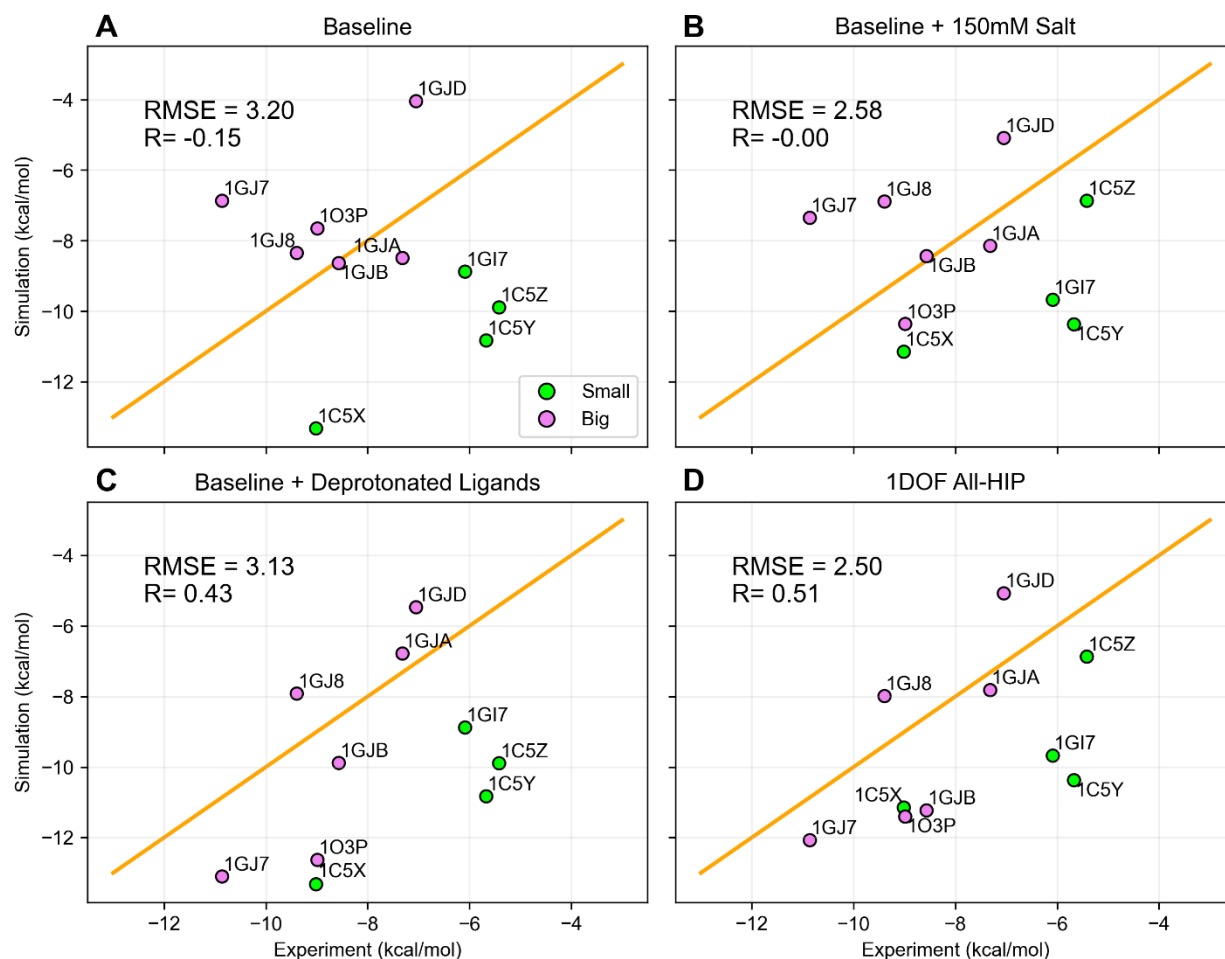 A Baseline
RMSE = 3.20
R= -0.15
1GJD
1GJ7
1O3P
1GJ8
1GJA
1GJB
1GI7
1C5Z
1C5Y
1C5X
Small
Big
−4
−6
−8
−10
−12
Simulation (kcal/mol)
B Baseline + 150mM Salt
RMSE = 2.58
R= -0.00
1GJD
1GJ8
1GJ7
1C5Z
1GJA
1GJB
1GI7
1O3P
1C5Y
1C5X
C Baseline + Deprotonated Ligands
RMSE = 3.13
R= 0.43
1GJD
1GJA
1GJ8
1GI7
1GJB
1C5Z
1C5Y
1O3P
1GJ7
1C5X
−4
−6
−8
−10
−12
Simulation (kcal/mol)
−12 −10 −8 −6 −4
Experiment (kcal/mol)
D 1DOF All-HIP
RMSE = 2.50
R= 0.51
1GJD
1C5Z
1GJ8
1GJA
1GI7
1C5Y
1C5X
1GJB
1O3P
1GJ7
−12 −10 −8 −6 −4
Experiment (kcal/mol)